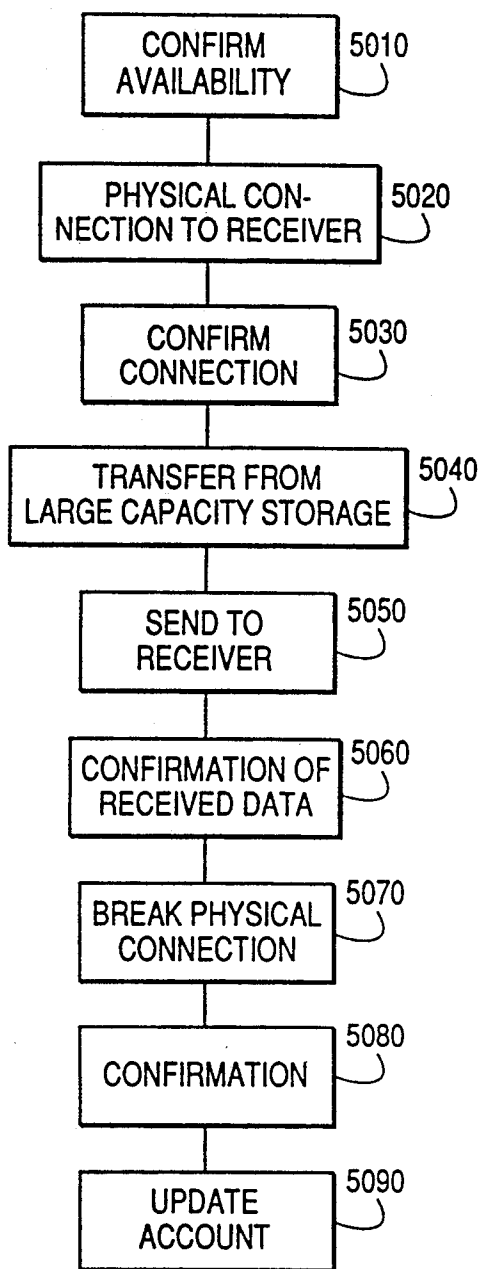 CONFIRM
AVAILABILITY
5010
PHYSICAL CON-
NECTION TO RECEIVER
5020
CONFIRM
CONNECTION
5030
TRANSFER FROM
LARGE CAPACITY STORAGE
5040
SEND TO
RECEIVER
5050
CONFIRMATION OF
RECEIVED DATA
5060
BREAK PHYSICAL
CONNECTION
5070
CONFIRMATION
5080
UPDATE
ACCOUNT
5090